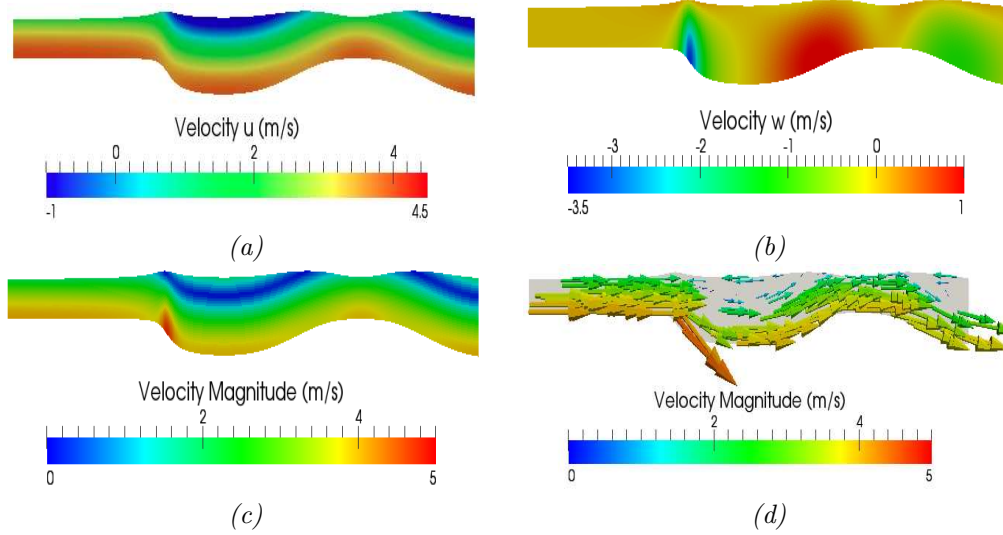 Velocity u (m/s)
0 2 4
-1 4.5
(a)
Velocity w (m/s)
-3 -2 -1 0
-3.5 1
(b)
Velocity Magnitude (m/s)
2 4
0 5
(c)
Velocity Magnitude (m/s)
2 4
0 5
(d)